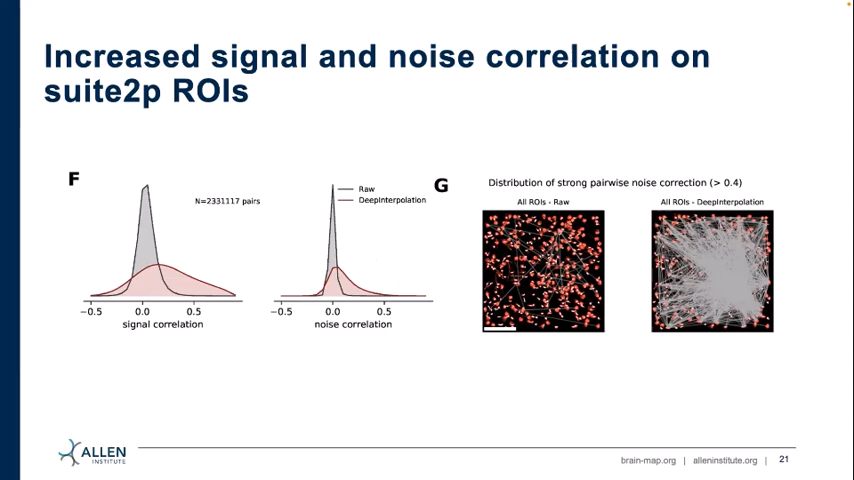 Increased signal and noise correlation on
suite2p ROIs
F
N=2331117 pairs
Raw
DeepInterpolation
−0.5 0.0 0.5
signal correlation
−0.5 0.0 0.5
noise correlation
G
Distribution of strong pairwise noise correction (> 0.4)
All ROIs - Raw
All ROIs - DeepInterpolation
ALLEN
INSTITUTE
brain-map.org | alleninstitute.org | 21